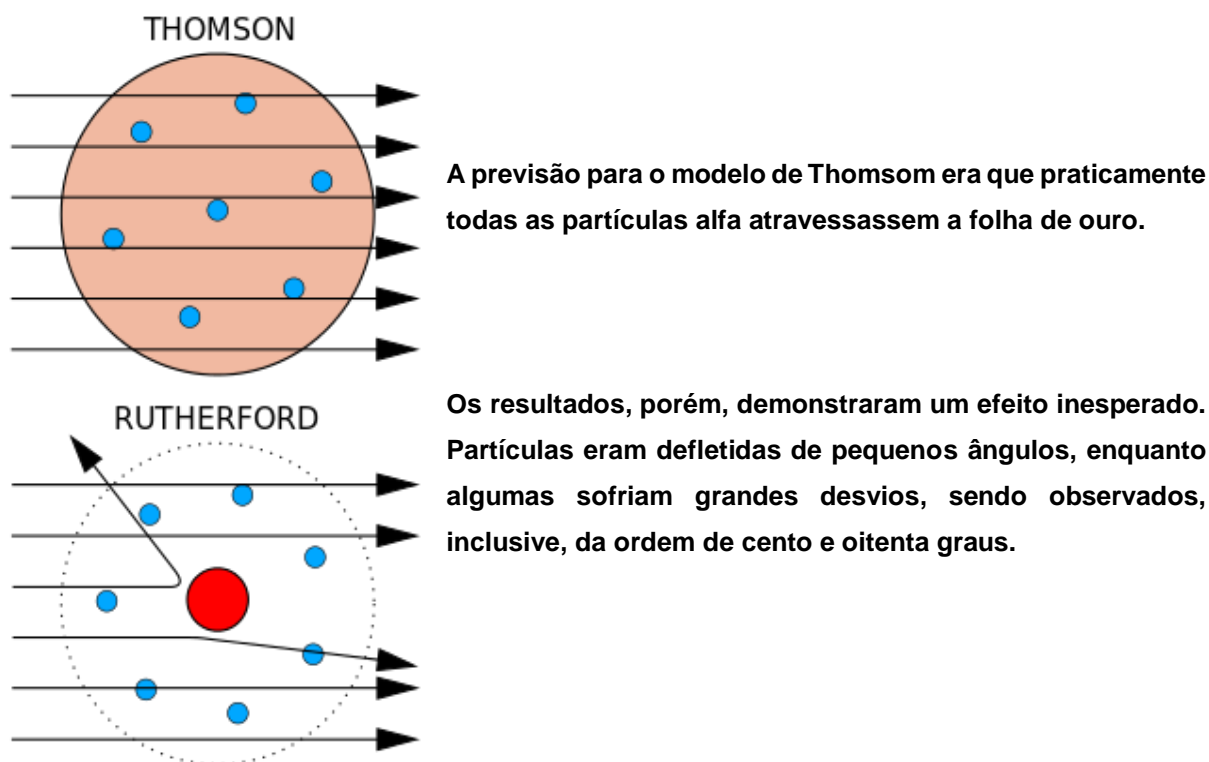 THOMSON
A previsão para o modelo de Thomsom era que praticamente
todas as partículas alfa atravessassem a folha de ouro.
RUTHERFORD
Os resultados, porém, demonstraram um efeito inesperado.
Partículas eram defletidas de pequenos ângulos, enquanto
algumas sofriam grandes desvios, sendo observados,
inclusive, da ordem de cento e oitenta graus.